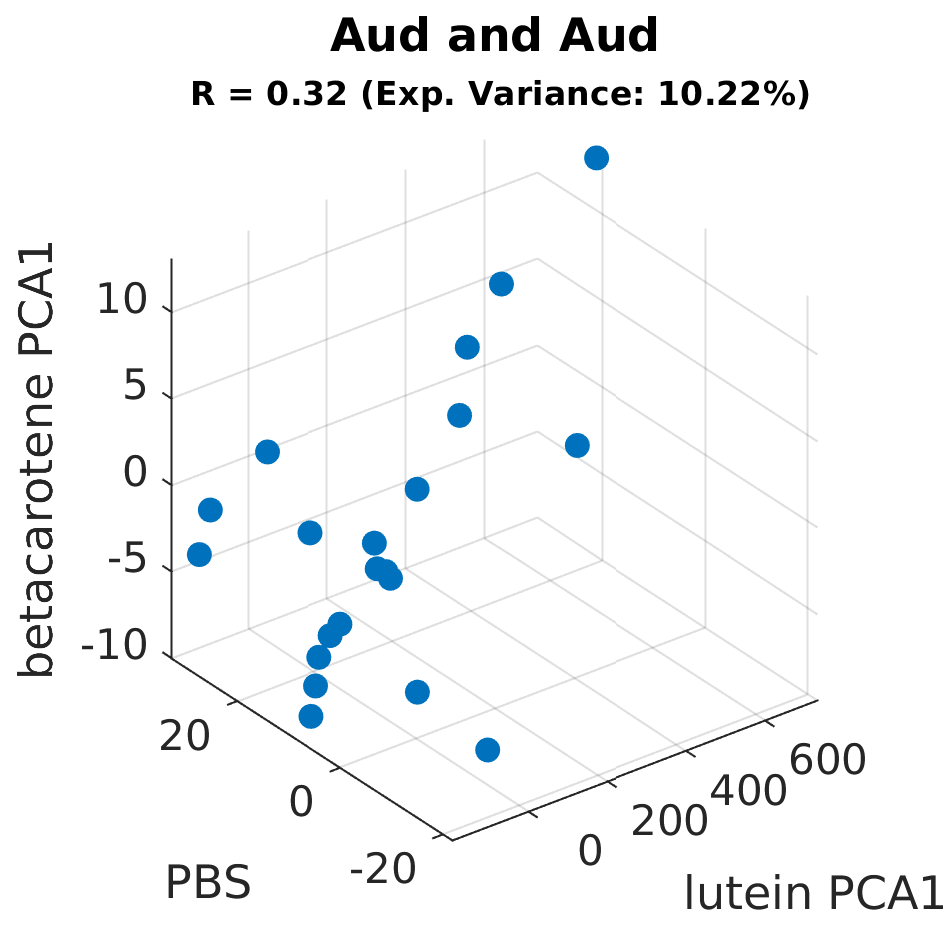 Aud and Aud
R = 0.32 (Exp. Variance: 10.22%)
betacarotene PCA1
10
5
0
-5
-10
20
0
-20
PBS
0
200
400
600
lutein PCA1